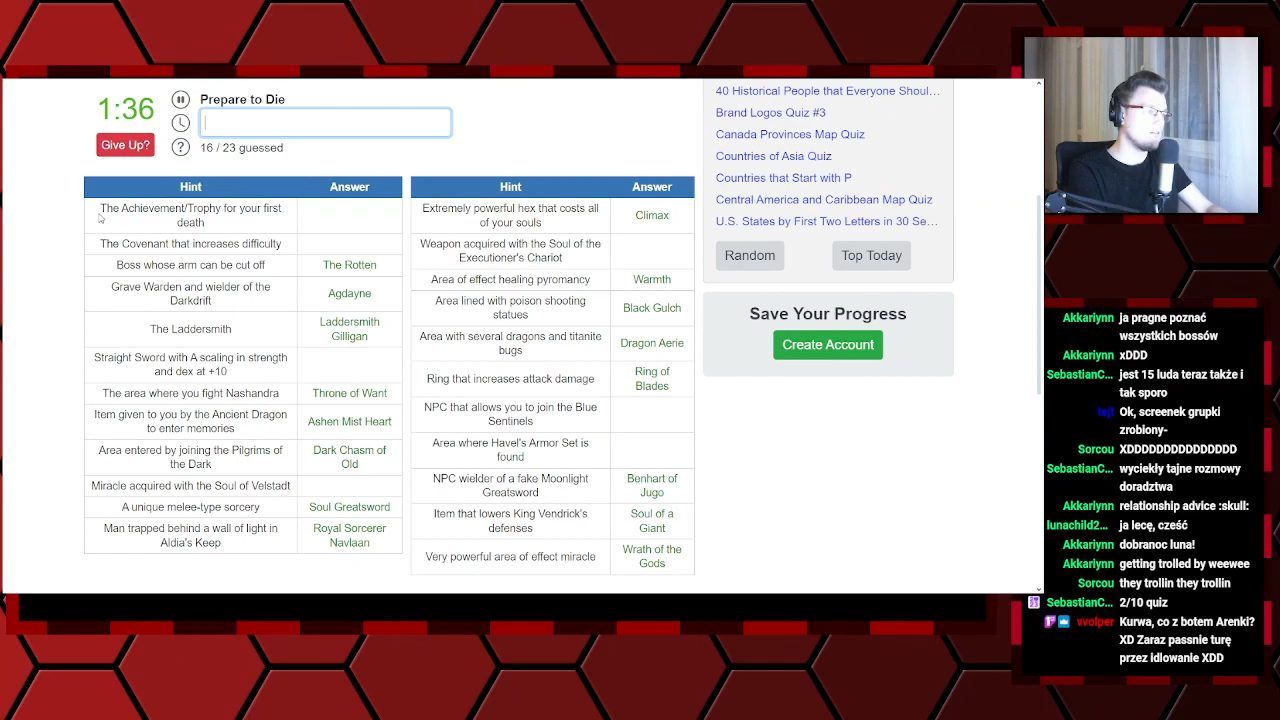 1:36
Give Up?
Prepare to Die
16 / 23 guessed
Hint
Answer
The Achievement/Trophy for your first
death
The Covenant that increases difficulty
Boss whose arm can be cut off
The Rotten
Grave Warden and wielder of the
Darkdrift
Agdayne
The Laddersmith
Laddersmith
Gilligan
Straight Sword with A scaling in strength
and dex at +10
The area where you fight Nashandra
Throne of Want
Item given to you by the Ancient Dragon
to enter memories
Ashen Mist Heart
Area entered by joining the Pilgrims of
the Dark
Dark Chasm of
Old
Miracle acquired with the Soul of Velstadt
A unique melee-type sorcery
Soul Greatsword
Man trapped behind a wall of light in
Aldia's Keep
Royal Sorcerer
Navlaan
Hint
Answer
Extremely powerful hex that costs all
of your souls
Climax
Weapon acquired with the Soul of the
Executioner's Chariot
Area of effect healing pyromancy
Warmth
Area lined with poison shooting
statues
Black Gulch
Area with several dragons and titanite
bugs
Dragon Aerie
Ring that increases attack damage
Ring of
Blades
NPC that allows you to join the Blue
Sentinels
Area where Havel's Armor Set is
found
NPC wielder of a fake Moonlight
Greatsword
Benhart of
Jugo
Item that lowers King Vendrick's
defenses
Soul of a
Giant
Very powerful area of effect miracle
Wrath of the
Gods
40 Historical People that Everyone Shoul...
Brand Logos Quiz #3
Canada Provinces Map Quiz
Countries of Asia Quiz
Countries that Start with P
Central America and Caribbean Map Quiz
U.S. States by First Two Letters in 30 Se...
Random
Top Today
Save Your Progress
Create Account
Akkariynn ja pragne poznać
wszystkich bossów
Akkariynn xDDD
SebastianC... jest 15 luda teraz także i
tak sporo
tejt Ok, screenek grupki
zrobiony-
Sorcou XDDDDDDDDDDDDDDD
SebastianC... wyciekły tajne rozmowy
doradztwa
Akkariynn relationship advice :skull:
lunachild2... ja lecę, cześć
Akkariynn dobranoc luna!
Akkariynn getting trolled by weewee
Sorcou they trollin they trollin
SebastianC... 2/10 quiz
vvolper Kurwa, co z botem Arenki?
XD Zaraz passnie turę
przez idlowanie XDD